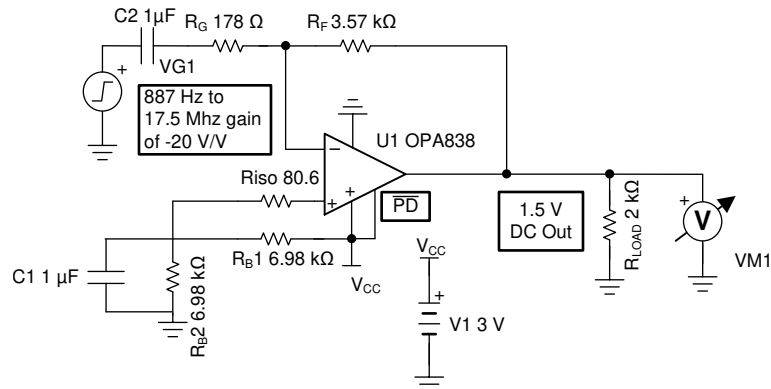 C2 1µF
R_G 178 Ω
R_F 3.57 kΩ
+
VG1
887 Hz to
17.5 Mhz gain
of -20 V/V
U1 OPA838
−
+
+
Riso 80.6
PD
R_B1 6.98 kΩ
V_CC
C1 1 µF
R_B2 6.98 kΩ
1.5 V
DC Out
R_LOAD 2 kΩ
+
V
VM1
V_CC
+
V1 3 V